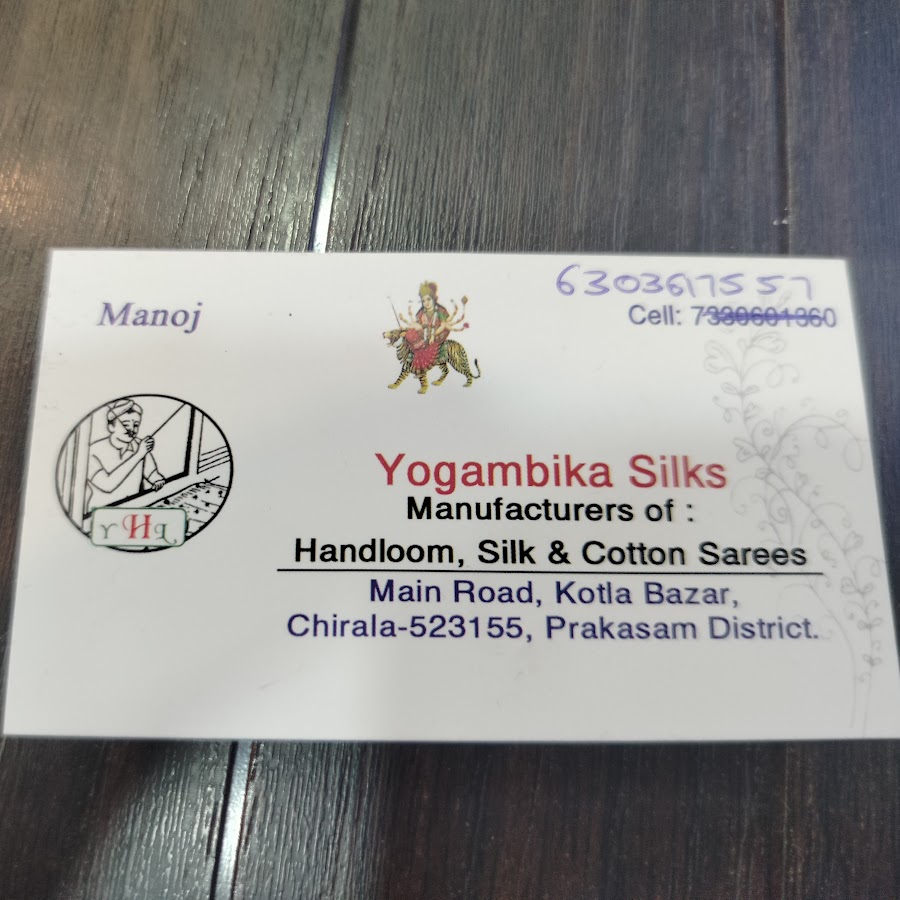 Manoj
6303617557
Cell: 7330601360
YHL
Yogambika Silks
Manufacturers of :
Handloom, Silk & Cotton Sarees
Main Road, Kotla Bazar,
Chirala-523155, Prakasam District.